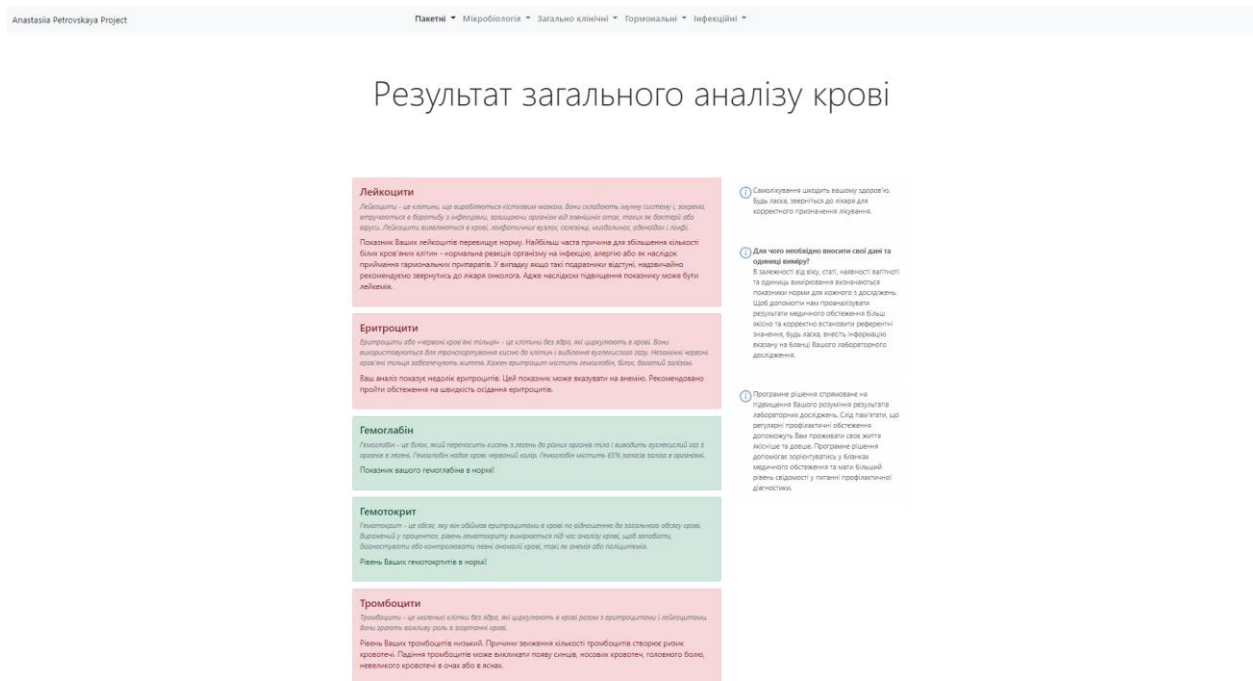 Anastasiia Petrovskaya Project
Пакетні Мікробіологія Загально клінічні Гормональні Інфекційні
Результат загального аналізу крові
Лейкоцити
Лейкоцити - це клітини, що виробляються кістковим мозком. Вони складають імунну систему і, зокрема,
втручаються в боротьбу з інфекціями, захищаючи організм від зовнішніх атак, таких як бактерії або
віруси. Лейкоцити виявляються в крові, лімфатичних вузлах, селезінці, мигдалинах, аденоїдах і лімфі.
Показник Ваших лейкоцитів перевищує норму. Найбільш часта причина для збільшення кількості
білих кров'яних клітин - нормальна реакція організму на інфекцію, алергію або як наслідок
приймання гармональних припаратів. У випадку якщо такі подразники відстуні, надзвичайно
рекомендуємо звернутись до лікаря онколога. Адже наслідком підвищення показнику може бути
лейкемія.
Еритроцити
Еритроцити або «червоні кров'яні тільця» - це клітини без ядра, які циркулюють в крові. Вони
використовуються для транспортування кисню до клітин і виділення вуглекислого газу. Незамінні червоні
кров'яні тільця забезпечують життя. Кожен еритроцит містить гемоглобін, білок, багатий залізом.
Ваш аналіз показує недолік еритроцитів. Цей показник може вказувати на анемію. Рекомендовано
пройти обстеження на швидкість осідання еритроцитів.
Гемоглабін
Гемоглобін - це білок, який переносить кисень з легень до різних органів тіла і виводить вуглекислий газ з
органів в легені. Гемоглобін надає крові червоний колір. Гемоглобін містить 65% запасів заліза в організмі.
Показник вашого гемоглабіна в нормі!
Гемотокрит
Гематокрит - це обсяг, яку він обіймає еритроцитами в крові по відношенню до загального обсягу крові.
Виражений у процентах, рівень гематокриту вимірюється під час аналізу крові, щоб запобігти,
діагностувати або контролювати певні аномалії крові, такі як анемія або поліцитемія.
Рівень Ваших гемотокртитів в нормі!
Тромбоцити
Тромбоцити - це маленькі клітки без ядра, які циркулюють в крові разом з еритроцитами і лейкоцитами.
Вони грають важливу роль в згортанні крові.
Рівень Ваших тромбоцитів низький. Причини зниження кількості тромбоцитів створює ризик
кровотечі. Падіння тромбоцитів може викликати появу синців, носових кровотеч, головного болю,
невеликого кровотечі в очах або в яснах.
Самолікування шкодить вашому здоров'ю.
Будь ласка, зверніться до лікаря для
корректного призначення лікування.
Для чого необхідно вносити свої дані та
одиниці виміру?
В залежності від віку, статі, наявності вагітноті
та одиниць вимірювання визначаються
показники норми для кожного з досліджень.
Щоб допомогти нам проаналізувати
результати медичного обстеження більш
якісно та корректно встановити референтні
значення, будь ласка, внесть інформацію
вказану на бланці Вашого лабораторного
дослідження.
Програмне рішення спрямоване на
підвищення Вашого розуміння результатів
лабораторних досліджень. Слід пам'ятати, що
регулярні профілактичні обстеження
допоможуть Вам проживати своє життя
якісніше та довше. Програмне рішення
допомагає зорієнтуватись у бланках
медичного обстеження та мати більший
рівень свідомості у питанні профілактичної
діагностики.